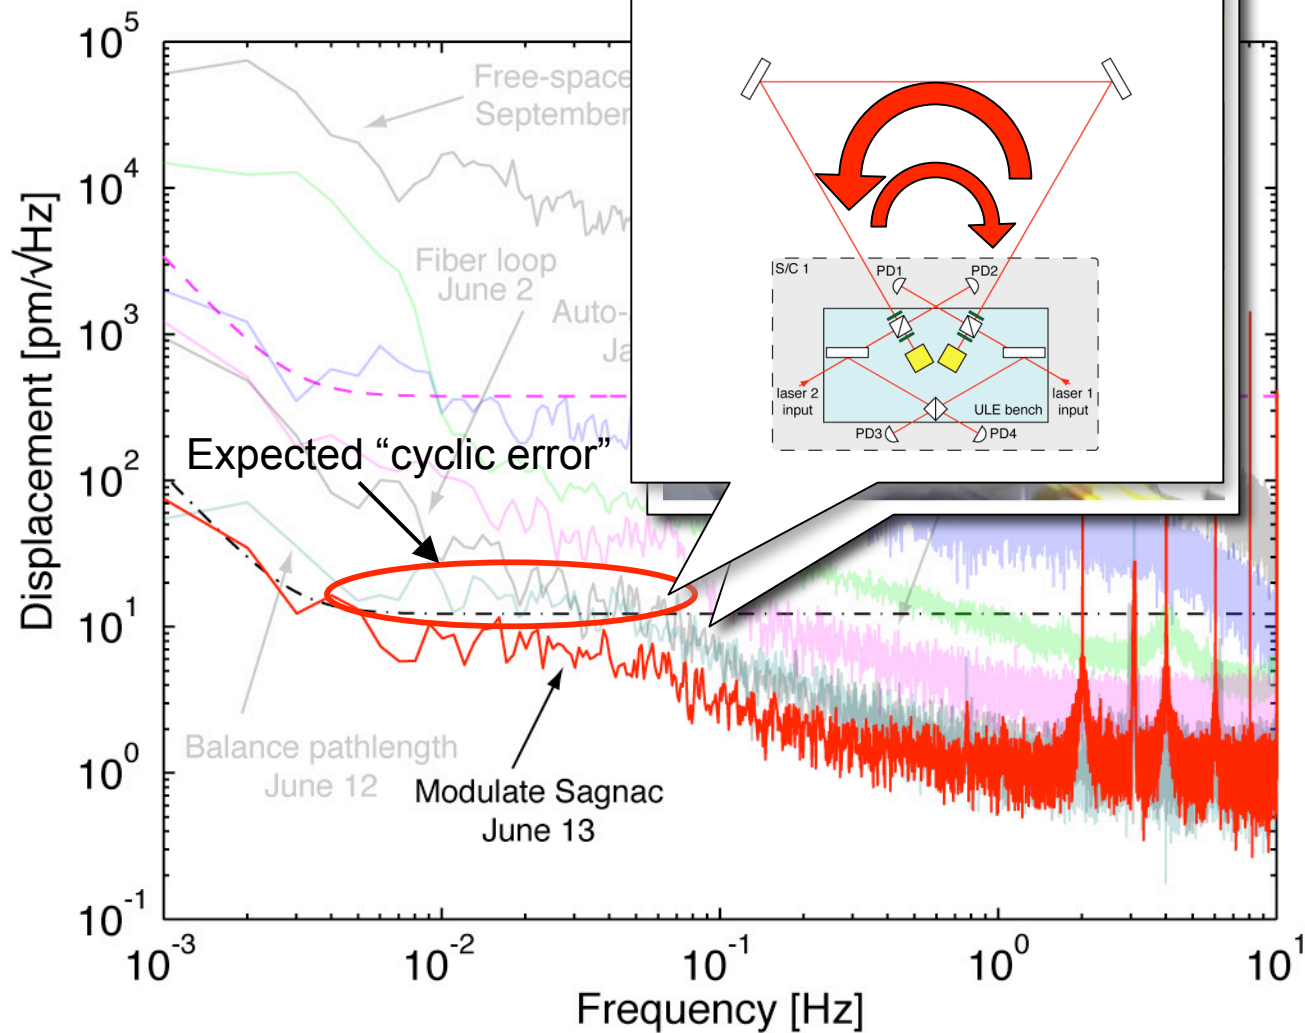 10^5
10^4
10^3
10^2
10^1
10^0
10^-1
Displacement [pm/√Hz]
Free-space
September
Fiber loop
June 2
Auto-
Ja
Expected “cyclic error”
Balance pathlength
June 12
Modulate Sagnac
June 13
S/C 1
PD1
PD2
laser 2
input
laser 1
input
ULE bench
PD3
PD4
10^-3
10^-2
10^-1
10^0
10^1
Frequency [Hz]